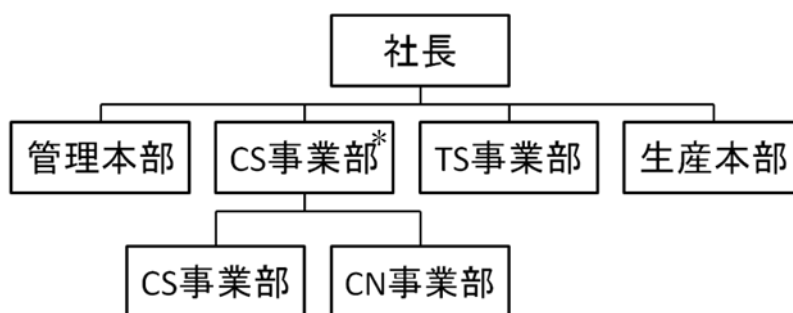 社長
管理本部
CS事業部*
TS事業部
生産本部
CS事業部
CN事業部